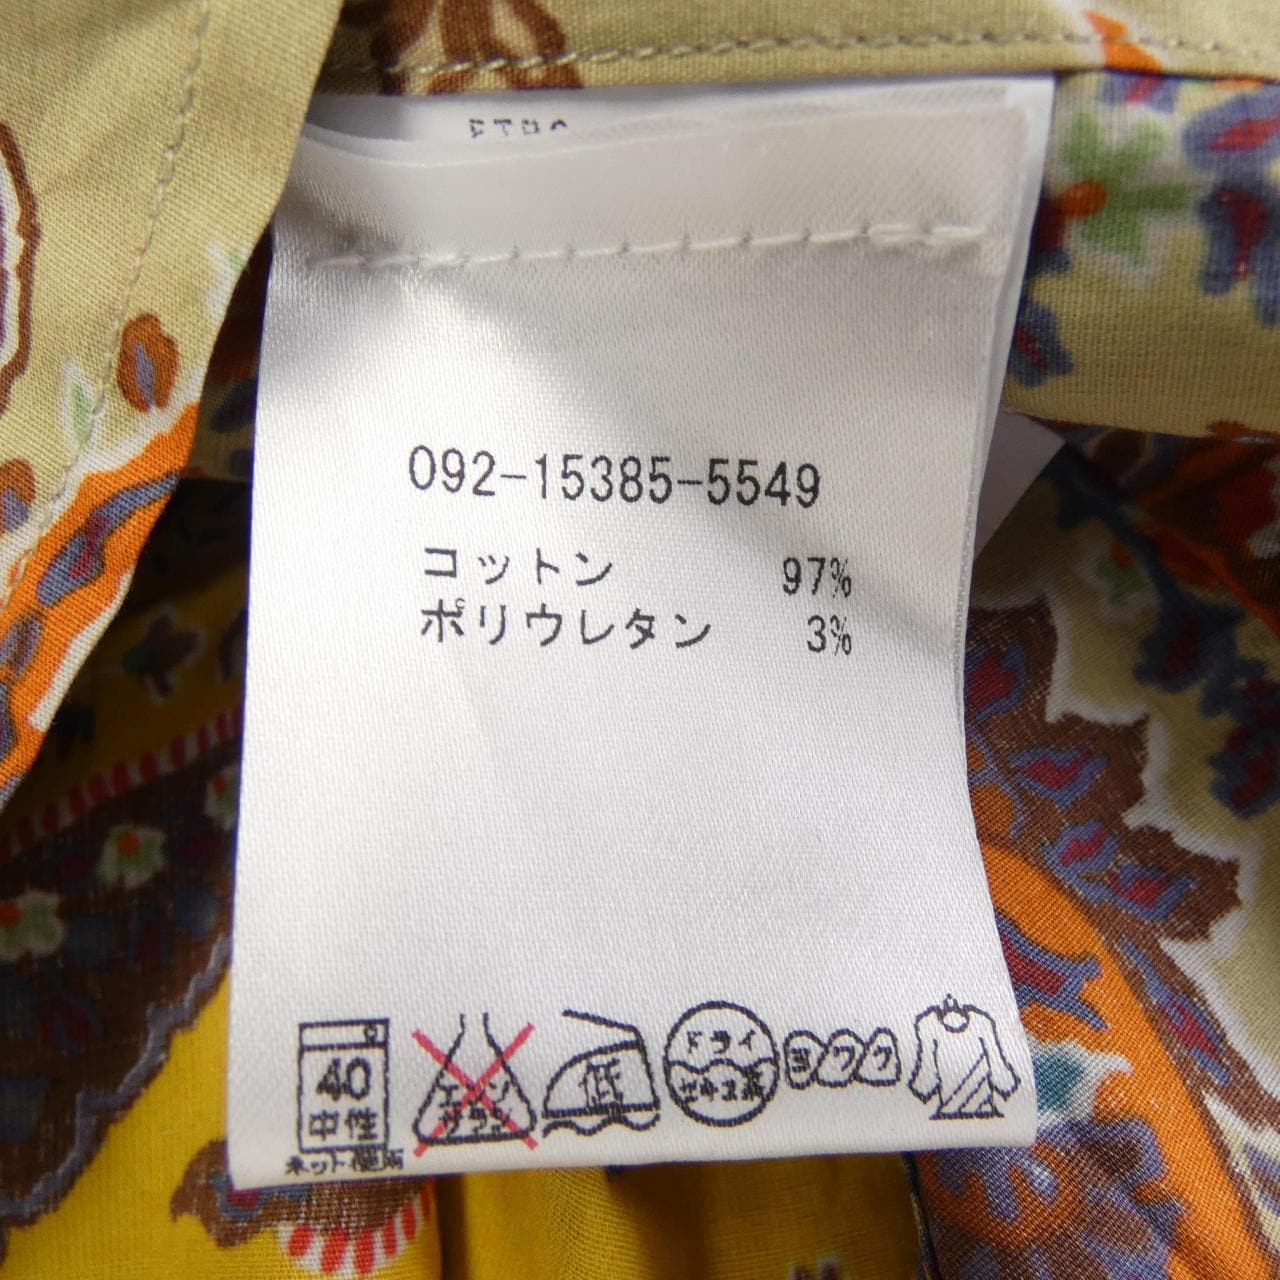 092-15385-5549
コットン 97%
ポリウレタン 3%
40
中性
ネット使用
エンソ
サラシ
低
ドライ
セキユ系
ヨワク